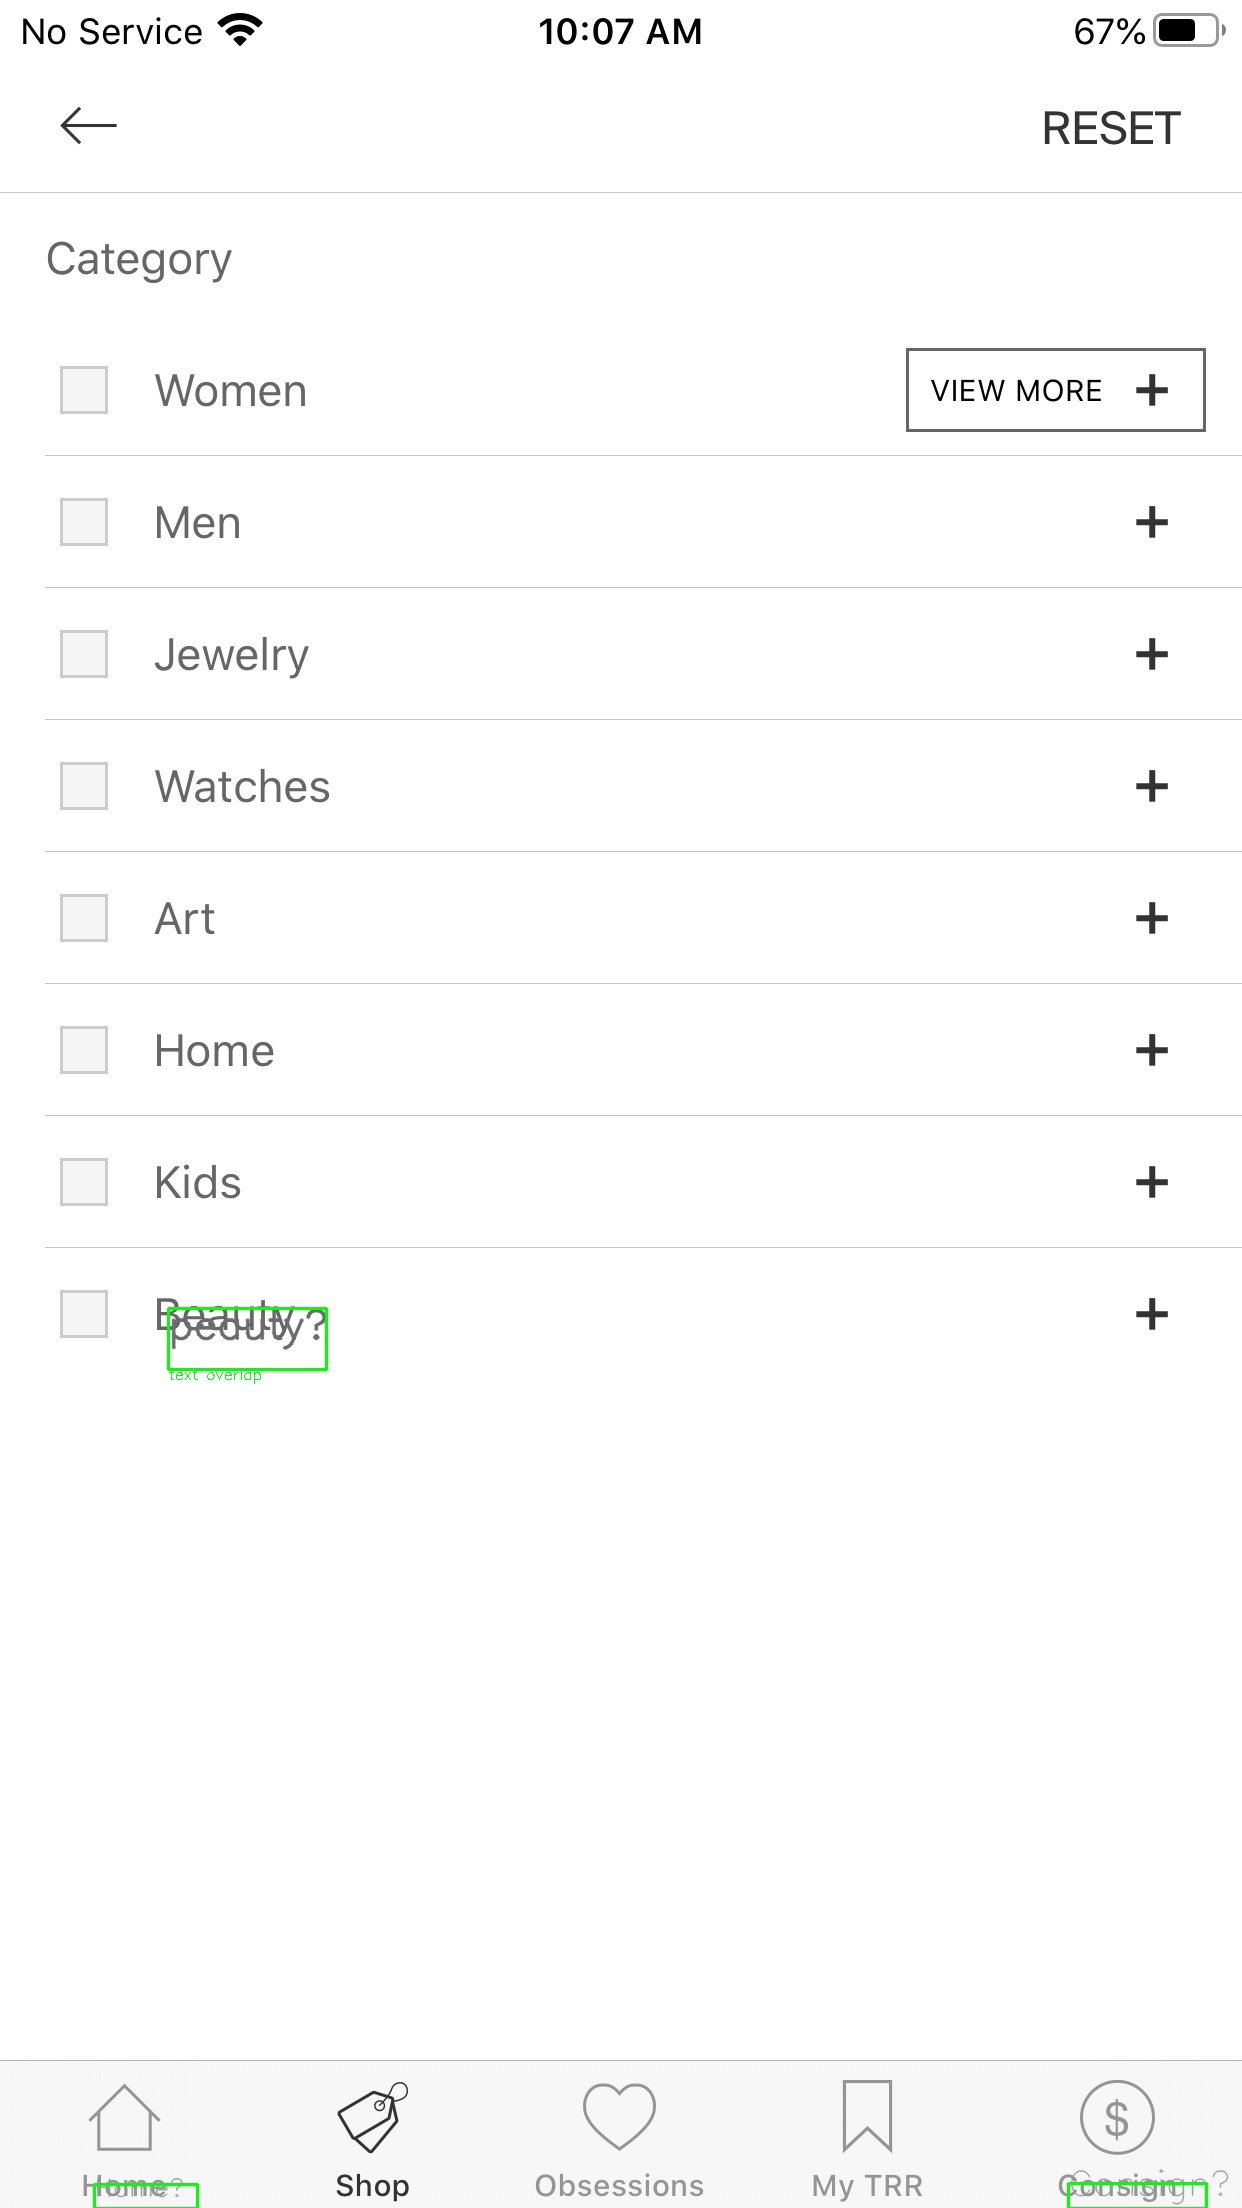 No Service 10:07 AM 67%
RESET
Category
Women VIEW MORE +
Men +
Jewelry +
Watches +
Art +
Home +
Kids +
Beauty +
text overlap
Home Shop Obsessions My TRR Consign